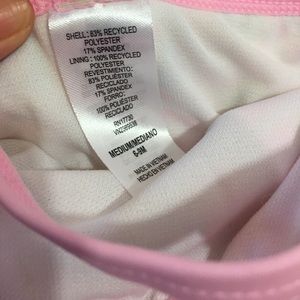 SHELL: 83% RECYCLED
POLYESTER
17% SPANDEX
LINING: 100% RECYCLED
POLYESTER
REVESTIMIENTO:
83% POLIÉSTER
RECICLADO
17% SPANDEX
FORRO:
100% POLIÉSTER
RECICLADO
RN17730
MEDIUM/MEDIANO
6-9M
MADE IN VIETNAM
HECHO EN VIETNAM